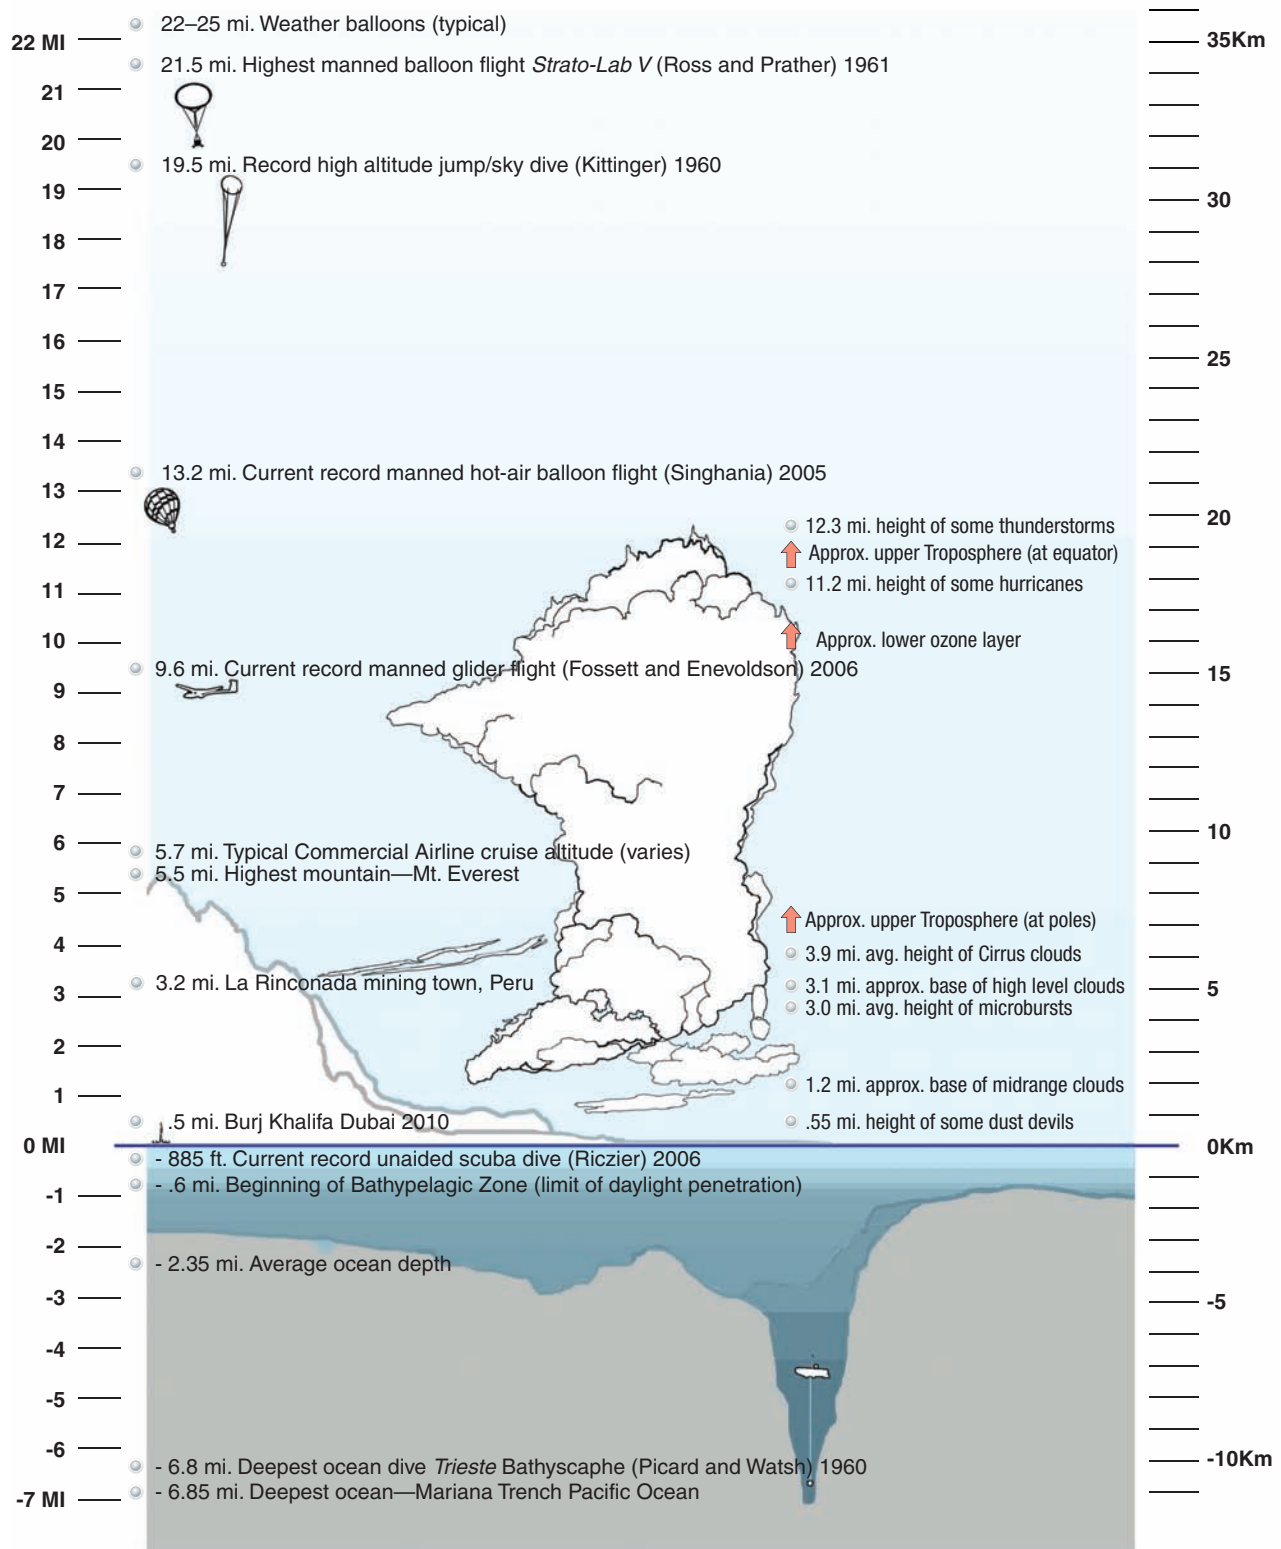 22–25 mi. Weather balloons (typical)
22 MI
35Km
21.5 mi. Highest manned balloon flight Strato-Lab V (Ross and Prather) 1961
21
20
19.5 mi. Record high altitude jump/sky dive (Kittinger) 1960
19
30
18
17
16
25
15
14
13.2 mi. Current record manned hot-air balloon flight (Singhania) 2005
13
20
12.3 mi. height of some thunderstorms
12
Approx. upper Troposphere (at equator)
11
11.2 mi. height of some hurricanes
10
Approx. lower ozone layer
9.6 mi. Current record manned glider flight (Fossett and Enevoldson) 2006
15
9
8
7
10
6
5.7 mi. Typical Commercial Airline cruise altitude (varies)
5.5 mi. Highest mountain—Mt. Everest
5
Approx. upper Troposphere (at poles)
4
3.9 mi. avg. height of Cirrus clouds
3.2 mi. La Rinconada mining town, Peru
3.1 mi. approx. base of high level clouds
5
3
3.0 mi. avg. height of microbursts
2
1.2 mi. approx. base of midrange clouds
1
.5 mi. Burj Khalifa Dubai 2010
.55 mi. height of some dust devils
0 MI
0Km
- 885 ft. Current record unaided scuba dive (Riczier) 2006
- .6 mi. Beginning of Bathypelagic Zone (limit of daylight penetration)
-1
-2
- 2.35 mi. Average ocean depth
-3
-5
-4
-5
-6
-10Km
- 6.8 mi. Deepest ocean dive Trieste Bathyscaphe (Picard and Watsh) 1960
- 6.85 mi. Deepest ocean—Mariana Trench Pacific Ocean
-7 MI